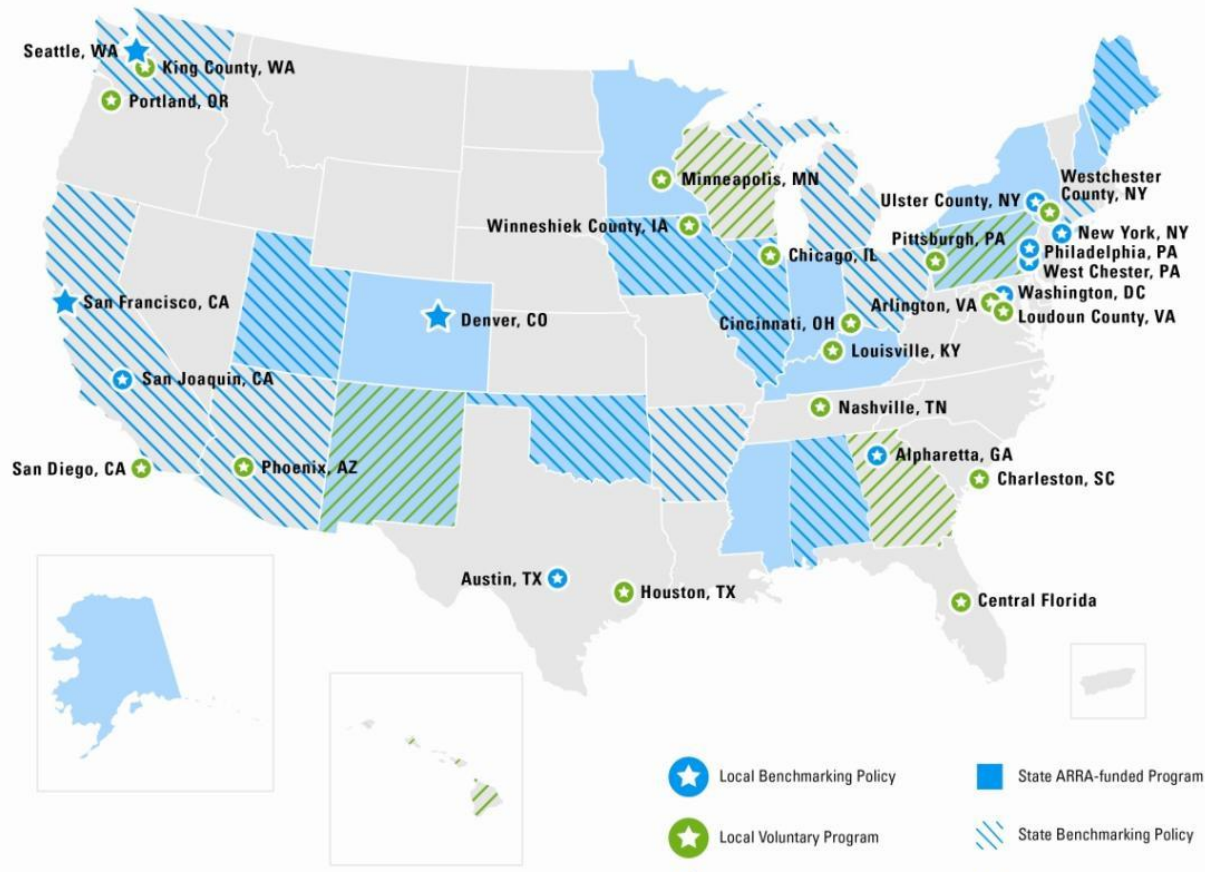 Seattle, WA
King County, WA
Portland, OR
Minneapolis, MN
Winneshiek County, IA
Chicago, IL
Ulster County, NY
Westchester
County, NY
Pittsburgh, PA
New York, NY
Philadelphia, PA
West Chester, PA
Washington, DC
Arlington, VA
Loudoun County, VA
San Francisco, CA
Denver, CO
Cincinnati, OH
Louisville, KY
San Joaquin, CA
Nashville, TN
San Diego, CA
Phoenix, AZ
Alpharetta, GA
Charleston, SC
Austin, TX
Houston, TX
Central Florida
Local Benchmarking Policy
State ARRA-funded Program
Local Voluntary Program
State Benchmarking Policy